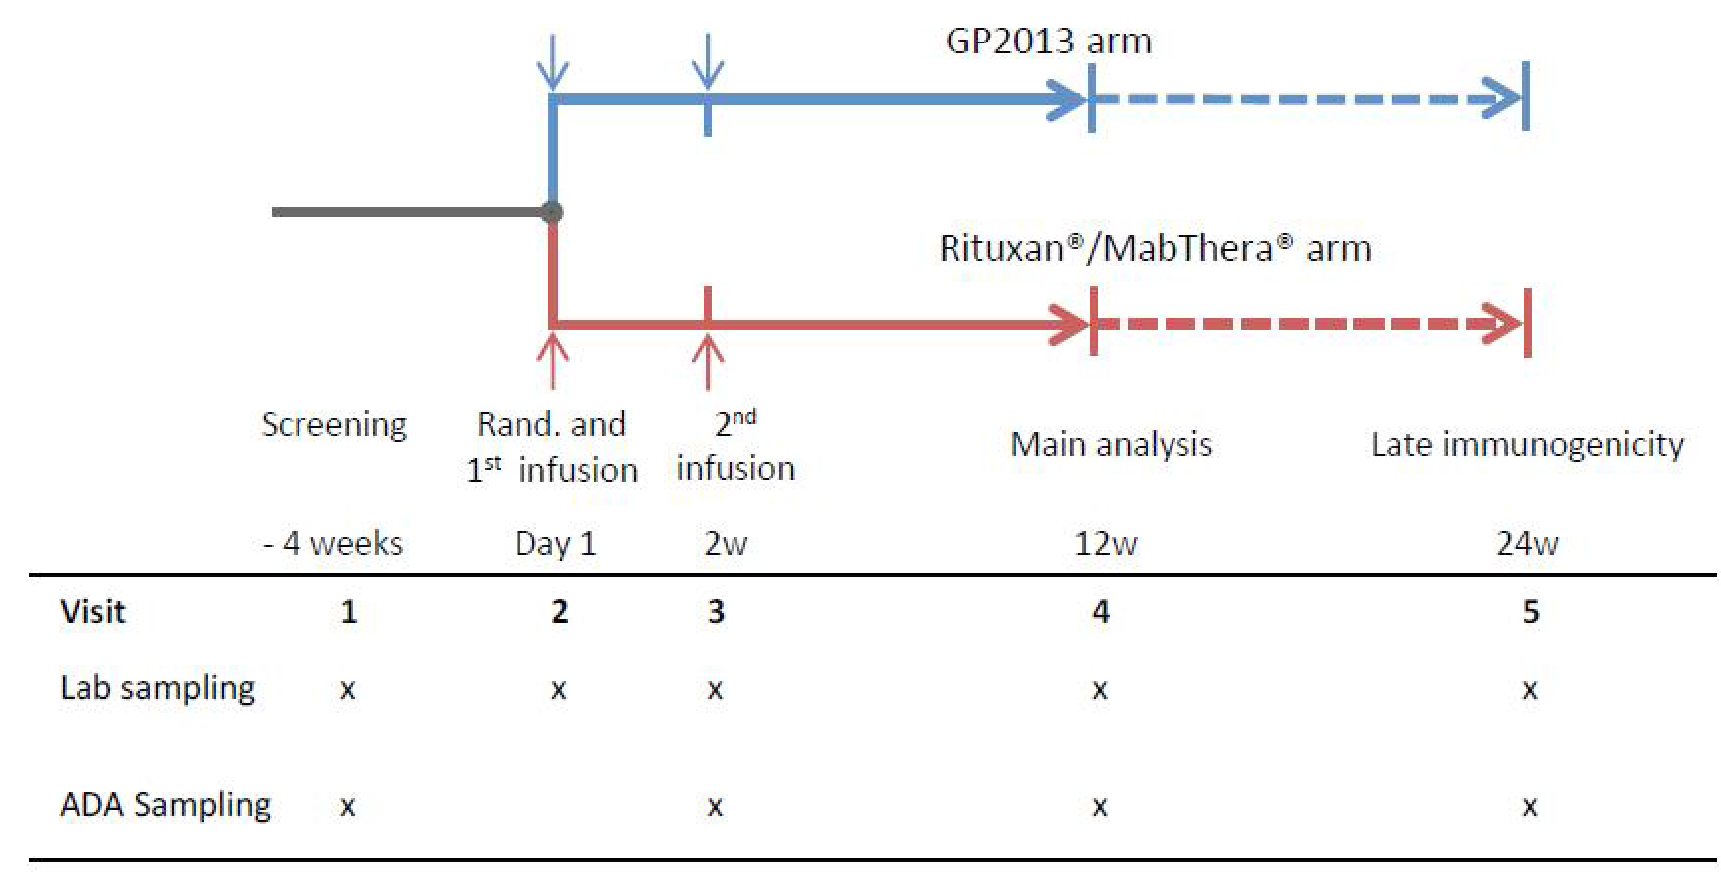 GP2013 arm
Rituxan®/MabThera® arm
Screening
Rand. and
1st infusion
2nd
infusion
Main analysis
Late immunogenicity
- 4 weeks Day 1 2w 12w 24w
Visit 1 2 3 4 5
Lab sampling x x x x x
ADA Sampling x x x x